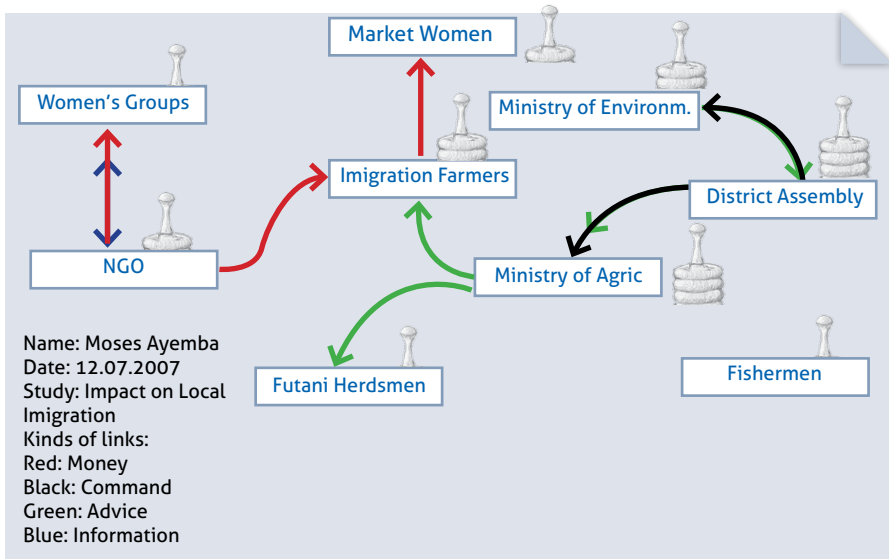 Market Women
Women's Groups
Ministry of Environm.
Imigration Farmers
District Assembly
NGO
Ministry of Agric
Futani Herdsmen
Fishermen
Name: Moses Ayemba
Date: 12.07.2007
Study: Impact on Local
Imigration
Kinds of links:
Red: Money
Black: Command
Green: Advice
Blue: Information